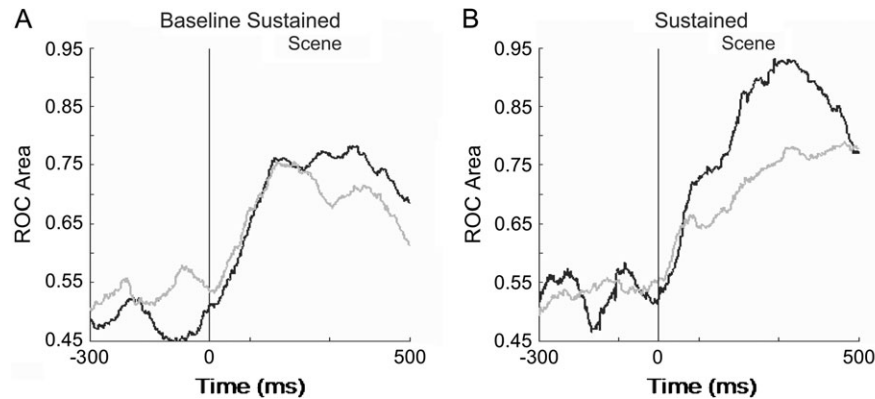 A
Baseline Sustained
Scene
0.95
0.85
0.75
0.65
0.55
0.45
ROC Area
-300
0
500
Time (ms)
B
Sustained
Scene
0.95
0.85
0.75
0.65
0.55
0.45
ROC Area
-300
0
500
Time (ms)